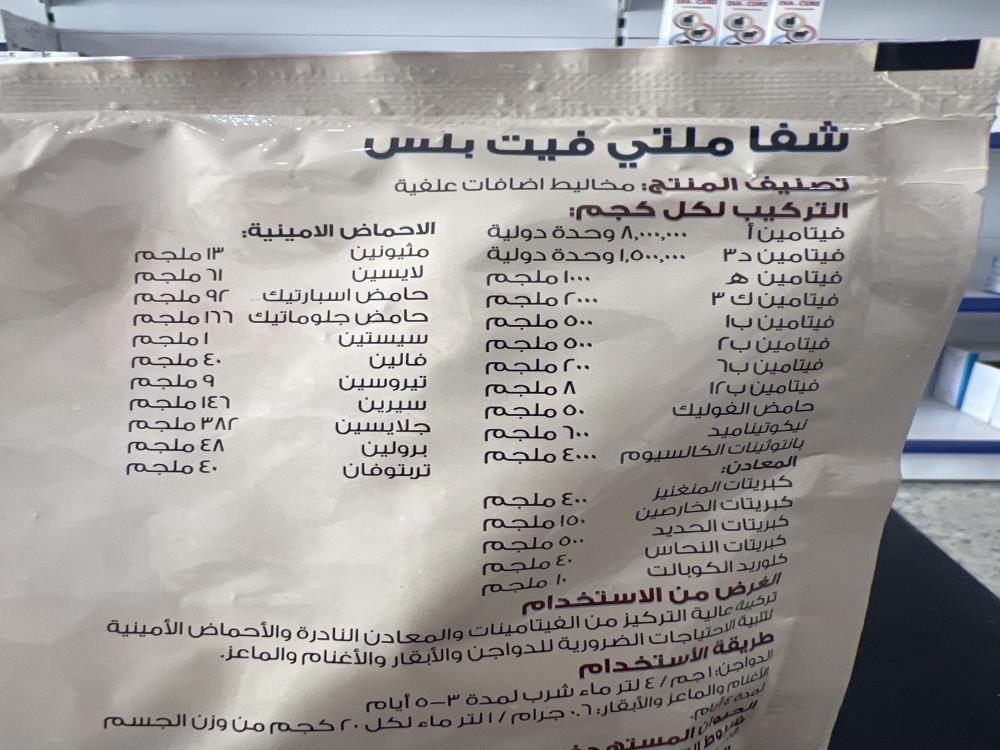 شفا ملتي فيت بلس
تصنيف المنتج: مخاليط اضافات علفية
التركيب لكل كجم:
فيتامين أ ٨,٠٠٠,٠٠٠ وحدة دولية
فيتامين د٣ ١,٥٠٠,٠٠٠ وحدة دولية
فيتامين ه ١٠٠٠ ملجم
فيتامين ك ٣ ٢٠٠٠ ملجم
فيتامين ب١ ٥٠٠ ملجم
فيتامين ب٢ ٥٠٠ ملجم
فيتامين ب٦ ٢٠٠٠ ملجم
فيتامين ب١٢ ٨ ملجم
حامض الفوليك ٥٠ ملجم
نيكوتيناميد ٦٠٠ ملجم
بانتوثينات الكالسيوم ٤٠٠٠ ملجم
المعادن:
كبريتات المنغنيز ٤٠٠ ملجم
كبريتات الخارصين ١٥٠ ملجم
كبريتات الحديد ٥٠٠ ملجم
كبريتات النحاس ٤٠ ملجم
كلوريد الكوبالت ١٠ ملجم
الاحماض الامينية:
مثيونين ١٣ ملجم
لايسين ٦١ ملجم
حامض اسبارتيك ٩٢ ملجم
حامض جلوماتيك ١٦٦ ملجم
سيستين ١ ملجم
فالين ٤٠ ملجم
تيروسين ٩ ملجم
سيرين ١٤٦ ملجم
جلايسين ٣٨٢ ملجم
برولين ٤٨ ملجم
تربتوفان ٤٠ ملجم
الغرض من الاستخدام
تركيبة عالية التركيز من الفيتامينات والمعادن النادرة والأحماض الأمينية
لتلبية الاحتياجات الضرورية للدواجن والأبقار والأغنام والماعز.
طريقة الأستخدام
الدواجن: ١جم / ٤ لتر ماء شرب لمدة ٣-٥ أيام
الأغنام والماعز والأبقار: ٠.٦ جرام / ١ لتر ماء لكل ٢٠ كجم من وزن الجسم
لمدة ٤ أيام.
الحيوان المستهدف